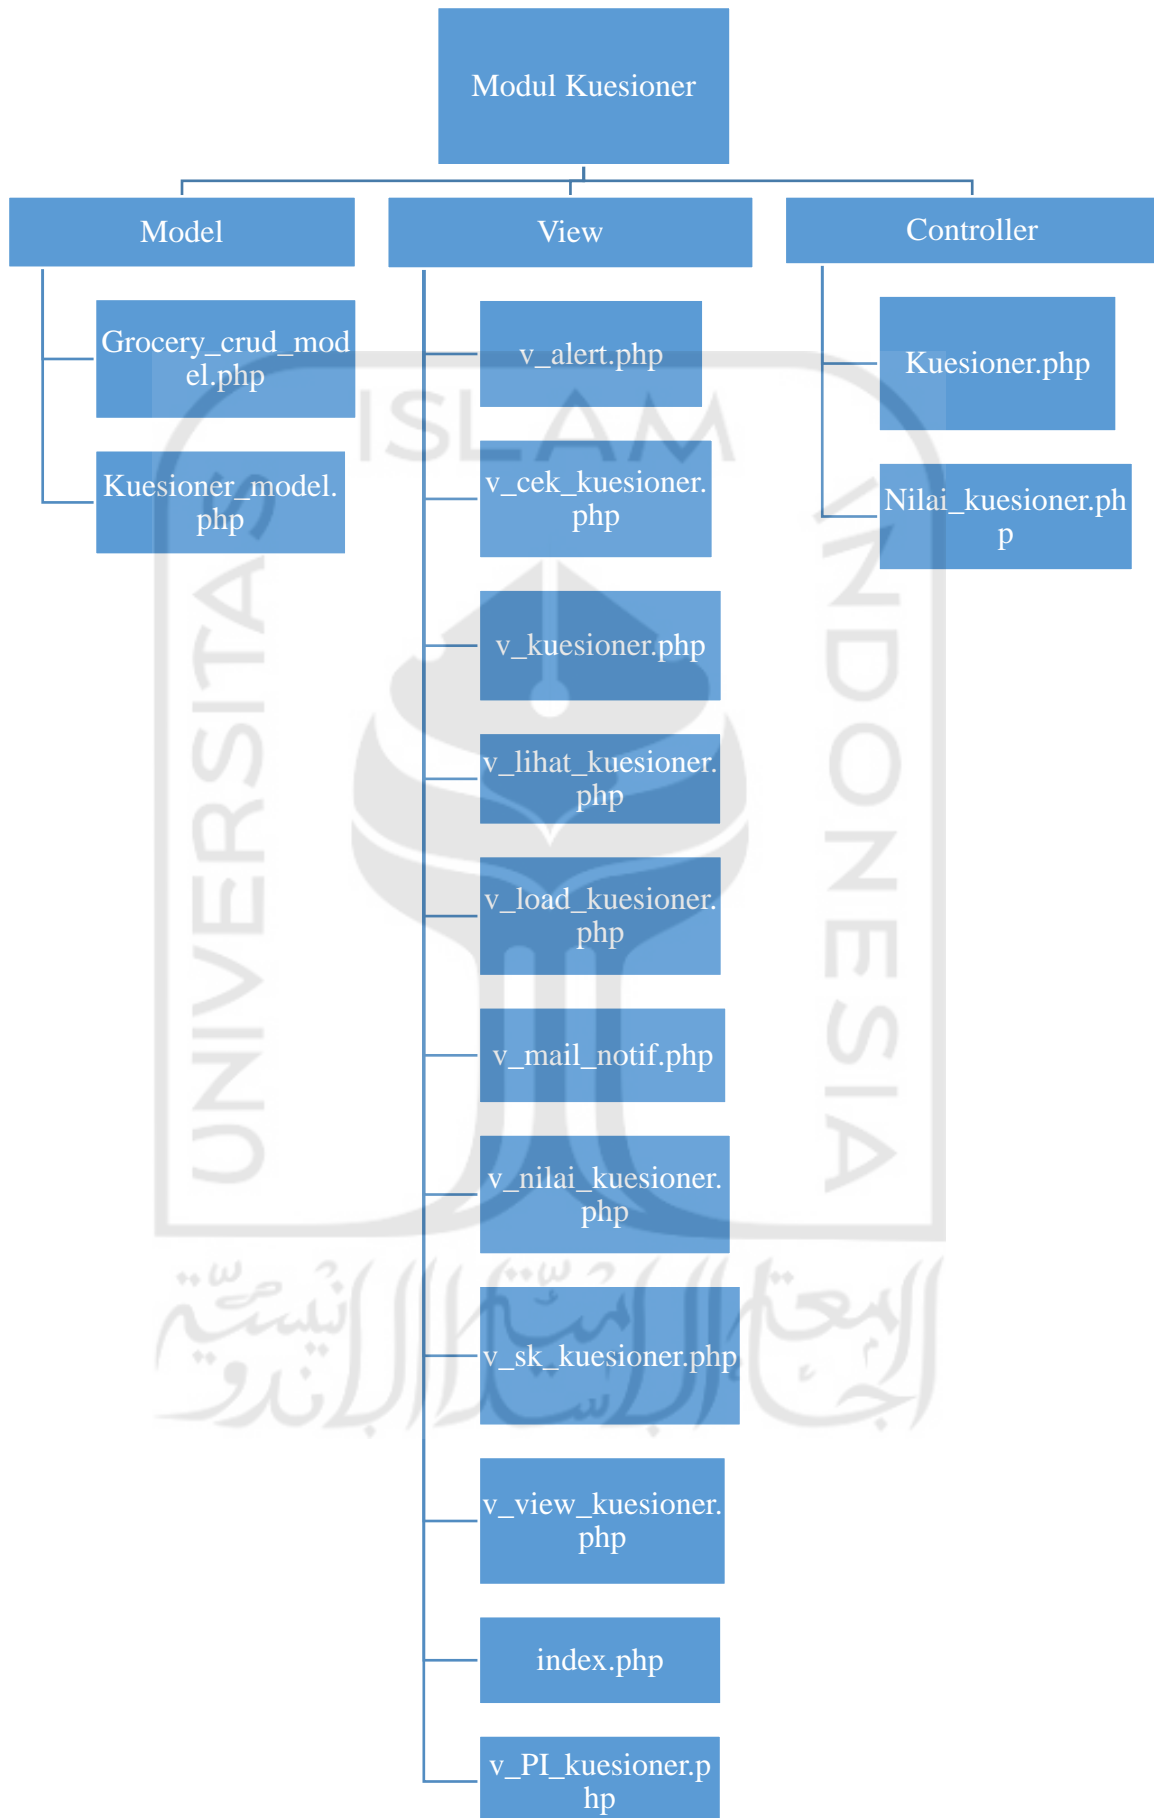 Modul Kuesioner
Model
View
Controller
Grocery_crud_mod
el.php
Kuesioner_model.
php
v_alert.php
v_cek_kuesioner.
php
v_kuesioner.php
v_lihat_kuesioner.
php
v_load_kuesioner.
php
v_mail_notif.php
v_nilai_kuesioner.
php
v_sk_kuesioner.php
v_view_kuesioner.
php
index.php
v_PI_kuesioner.p
hp
Kuesioner.php
Nilai_kuesioner.ph
p
UNIVERSITAS
ISLAM
INDONESIA